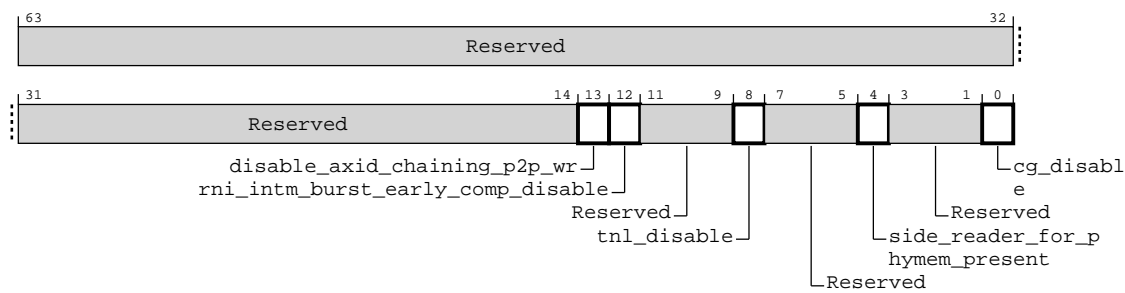 63 32
Reserved
31 14 13 12 11 9 8 7 5 4 3 1 0
Reserved
disable_axid_chaining_p2p_wr cg_disabl
rni_intm_burst_early_comp_disable e
Reserved Reserved
tnl_disable side_reader_for_p
hymem_present
Reserved